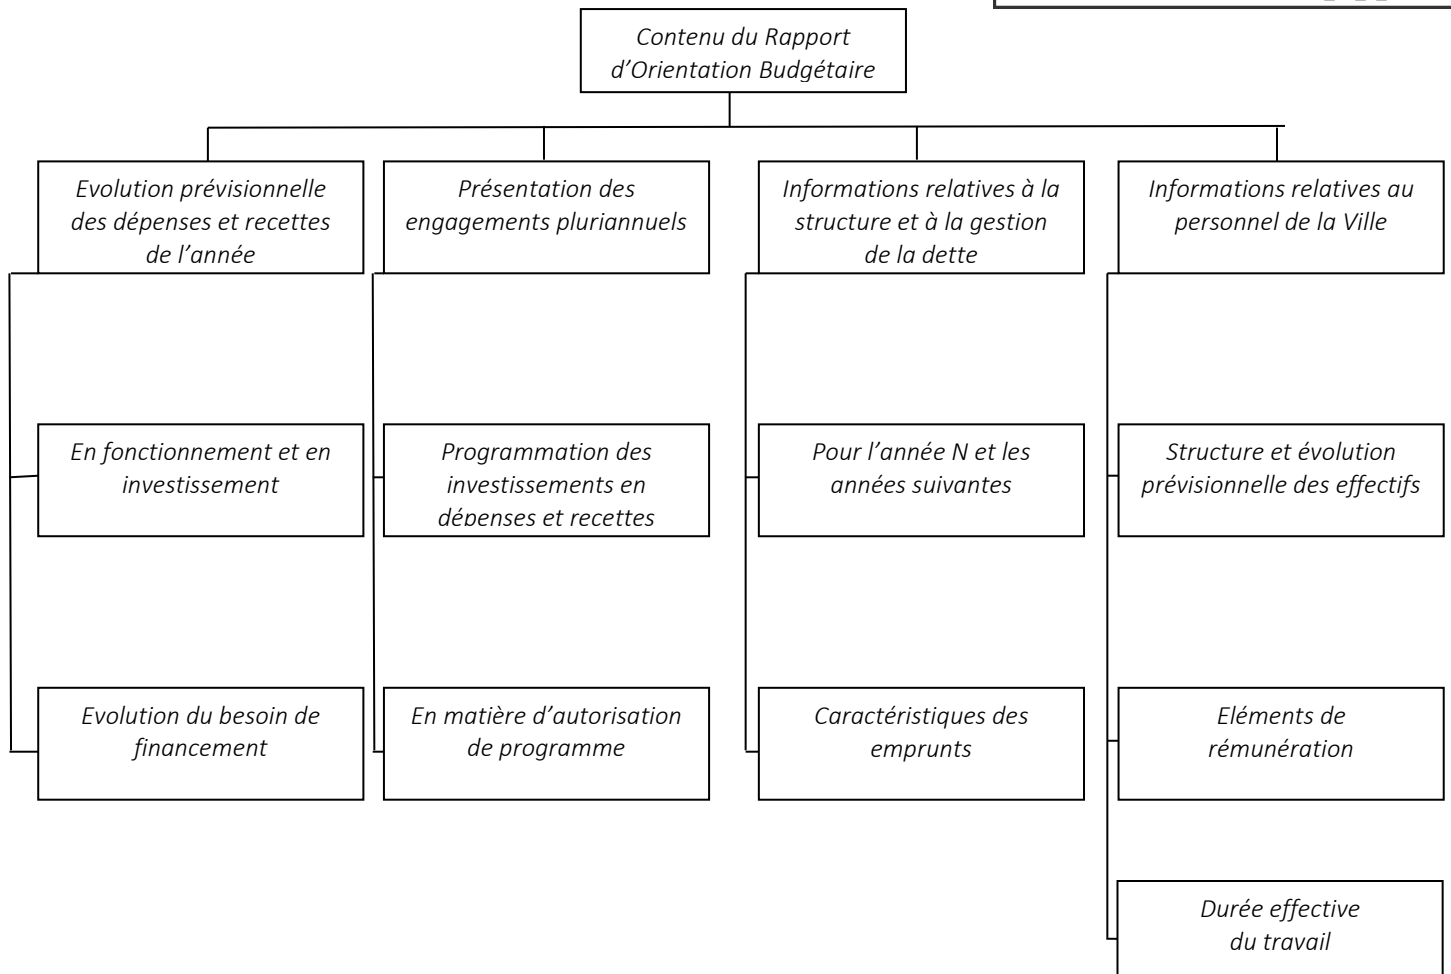 Contenu du Rapport
d’Orientation Budgétaire
Evolution prévisionnelle
des dépenses et recettes
de l’année
Présentation des
engagements pluriannuels
Informations relatives à la
structure et à la gestion
de la dette
Informations relatives au
personnel de la Ville
En fonctionnement et en
investissement
Programmation des
investissements en
dépenses et recettes
Pour l’année N et les
années suivantes
Structure et évolution
prévisionnelle des effectifs
Evolution du besoin de
financement
En matière d’autorisation
de programme
Caractéristiques des
emprunts
Eléments de
rémunération
Durée effective
du travail